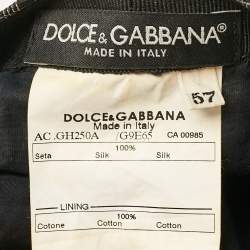 DOLCE & GABBANA
MADE IN ITALY
57
DOLCE & GABBANA
Made in Italy
AC .GH250A /G9E65 CA 00985
100%
Seta Silk Silk
LINING
100%
Cotone Cotton Cotton